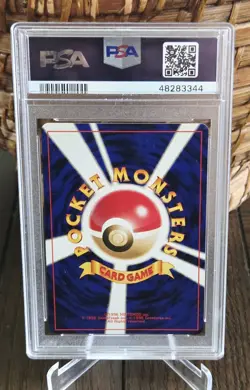 PSA
PSA
48283344
POCKET MONSTERS
CARD GAME